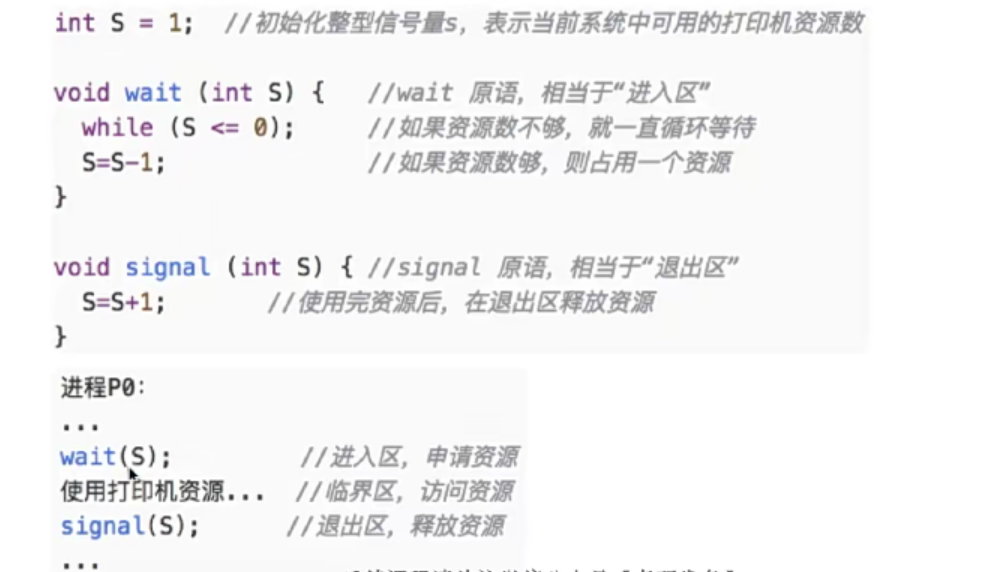 int S = 1;  //初始化整型信号量s，表示当前系统中可用的打印机资源数
void wait (int S) {   //wait 原语，相当于“进入区”
while (S <= 0);      //如果资源数不够，就一直循环等待
S=S-1;               //如果资源数够，则占用一个资源
}
void signal (int S) { //signal 原语，相当于“退出区”
S=S+1;        //使用完资源后，在退出区释放资源
}
进程P0:
...
wait(S);          //进入区，申请资源
使用打印机资源...  //临界区，访问资源
signal(S);       //退出区，释放资源
...